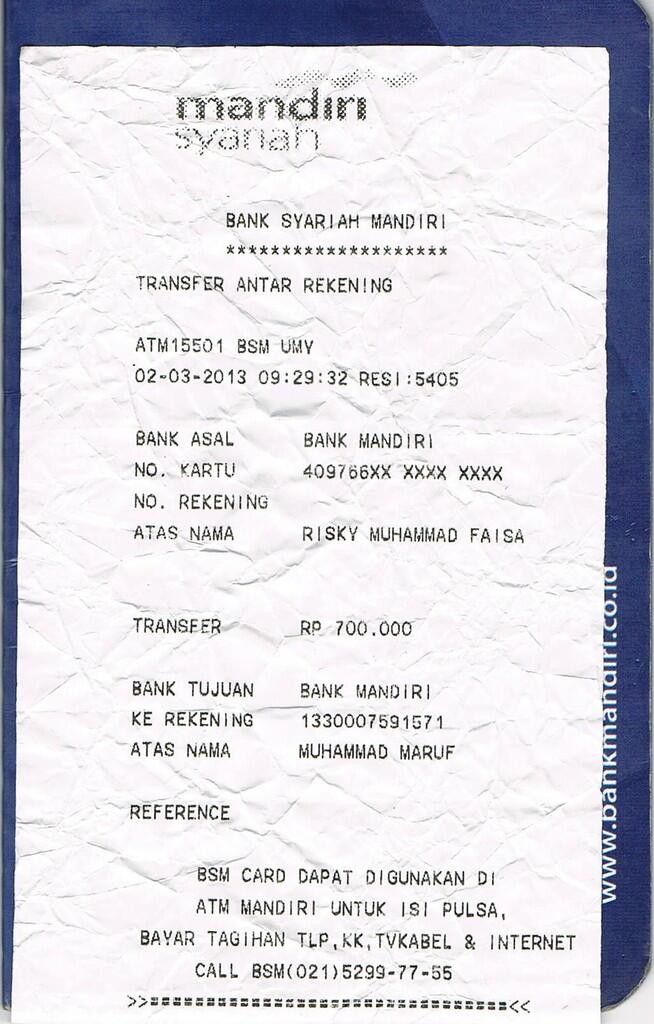 mandiri
syariah
BANK SYARIAH MANDIRI
********************
TRANSFER ANTAR REKENING
ATM15501 BSM UMY
02-03-2013 09:29:32 RESI:5405
BANK ASAL BANK MANDIRI
NO. KARTU 409766XX XXXX XXXX
NO. REKENING
ATAS NAMA RISKY MUHAMMAD FAISA
TRANSFER RP 700.000
BANK TUJUAN BANK MANDIRI
KE REKENING 1330007591571
ATAS NAMA MUHAMMAD MARUF
REFERENCE
BSM CARD DAPAT DIGUNAKAN DI
ATM MANDIRI UNTUK ISI PULSA,
BAYAR TAGIHAN TLP,KK,TVKABEL & INTERNET
CALL BSM(021)5299-77-55
>>==============================<<
www.bankmandiri.co.id